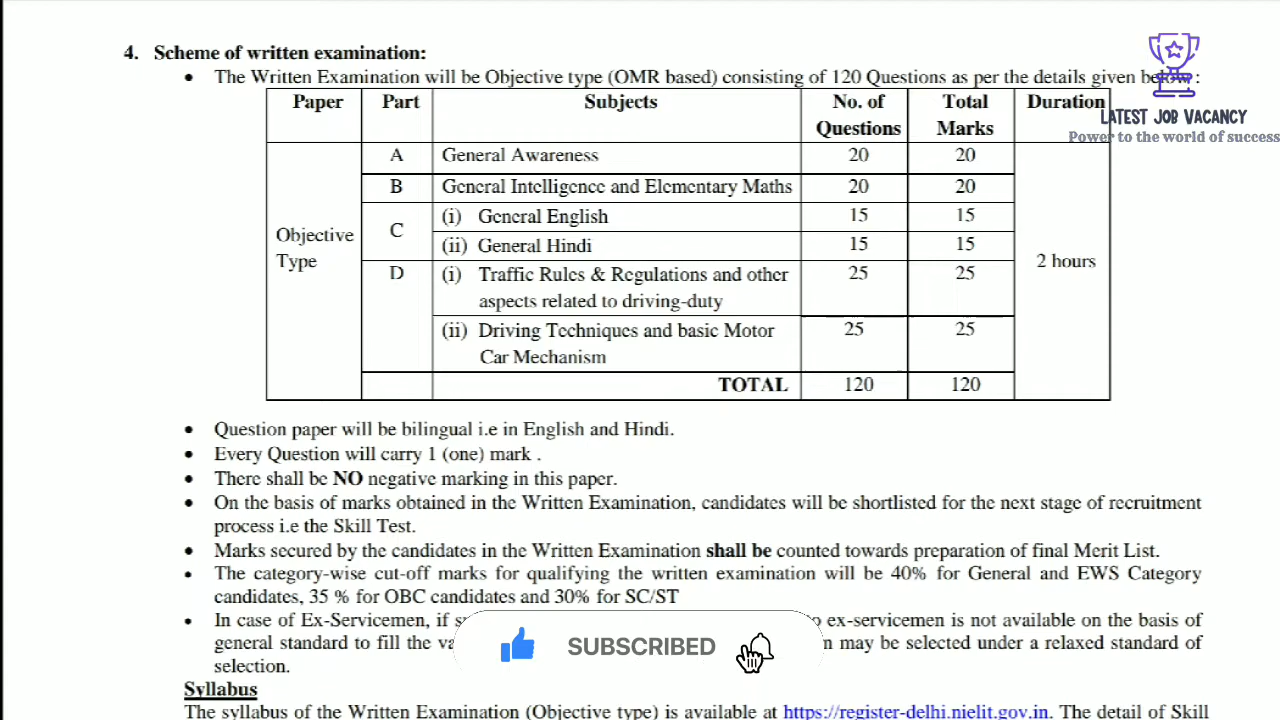 4. Scheme of written examination:
• The Written Examination will be Objective type (OMR based) consisting of 120 Questions as per the details given below :
Paper Part Subjects No. of Questions Total Marks Duration
LATEST JOB VACANCY
Power to the world of success
Objective Type
A General Awareness 20 20
B General Intelligence and Elementary Maths 20 20
C (i) General English 15 15
(ii) General Hindi 15 15
D (i) Traffic Rules & Regulations and other 25 25
aspects related to driving-duty
2 hours
(ii) Driving Techniques and basic Motor 25 25
Car Mechanism
TOTAL 120 120
• Question paper will be bilingual i.e in English and Hindi.
• Every Question will carry 1 (one) mark .
• There shall be NO negative marking in this paper.
• On the basis of marks obtained in the Written Examination, candidates will be shortlisted for the next stage of recruitment
process i.e the Skill Test.
• Marks secured by the candidates in the Written Examination shall be counted towards preparation of final Merit List.
• The category-wise cut-off marks for qualifying the written examination will be 40% for General and EWS Category
candidates, 35 % for OBC candidates and 30% for SC/ST
• In case of Ex-Servicemen, if ex-servicemen is not available on the basis of
general standard to fill the may be selected under a relaxed standard of
selection.
SUBSCRIBED
Syllabus
The syllabus of the Written Examination (Objective type) is available at https://register-delhi.nielit.gov.in. The detail of Skill